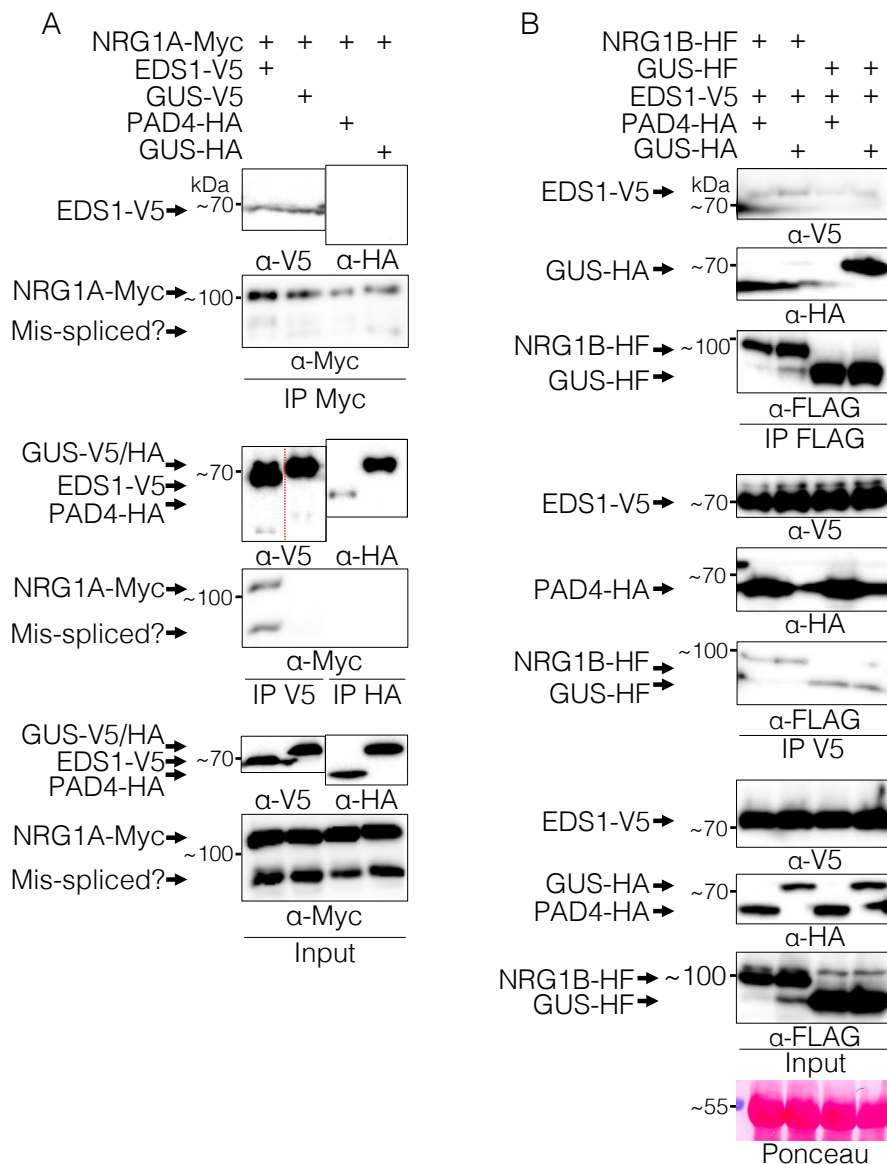 A
NRG1A-Myc + + + +
EDS1-V5 +
GUS-V5 +
PAD4-HA +
GUS-HA +
kDa
EDS1-V5 ~70
α-V5 α-HA
NRG1A-Myc ~100
Mis-spliced?
α-Myc
IP Myc
GUS-V5/HA ~70
EDS1-V5
PAD4-HA
α-V5 α-HA
NRG1A-Myc ~100
Mis-spliced?
α-Myc
IP V5 IP HA
GUS-V5/HA
EDS1-V5 ~70
PAD4-HA
α-V5 α-HA
NRG1A-Myc ~100
Mis-spliced?
α-Myc
Input
B
NRG1B-HF + +
GUS-HF + +
EDS1-V5 + + + +
PAD4-HA + +
GUS-HA + +
kDa
EDS1-V5 ~70
α-V5
GUS-HA ~70
α-HA
NRG1B-HF ~100
GUS-HF
α-FLAG
IP FLAG
EDS1-V5 ~70
α-V5
PAD4-HA ~70
α-HA
NRG1B-HF ~100
GUS-HF
α-FLAG
IP V5
EDS1-V5 ~70
α-V5
GUS-HA ~70
PAD4-HA
α-HA
NRG1B-HF ~100
GUS-HF
α-FLAG
Input
~55
Ponceau